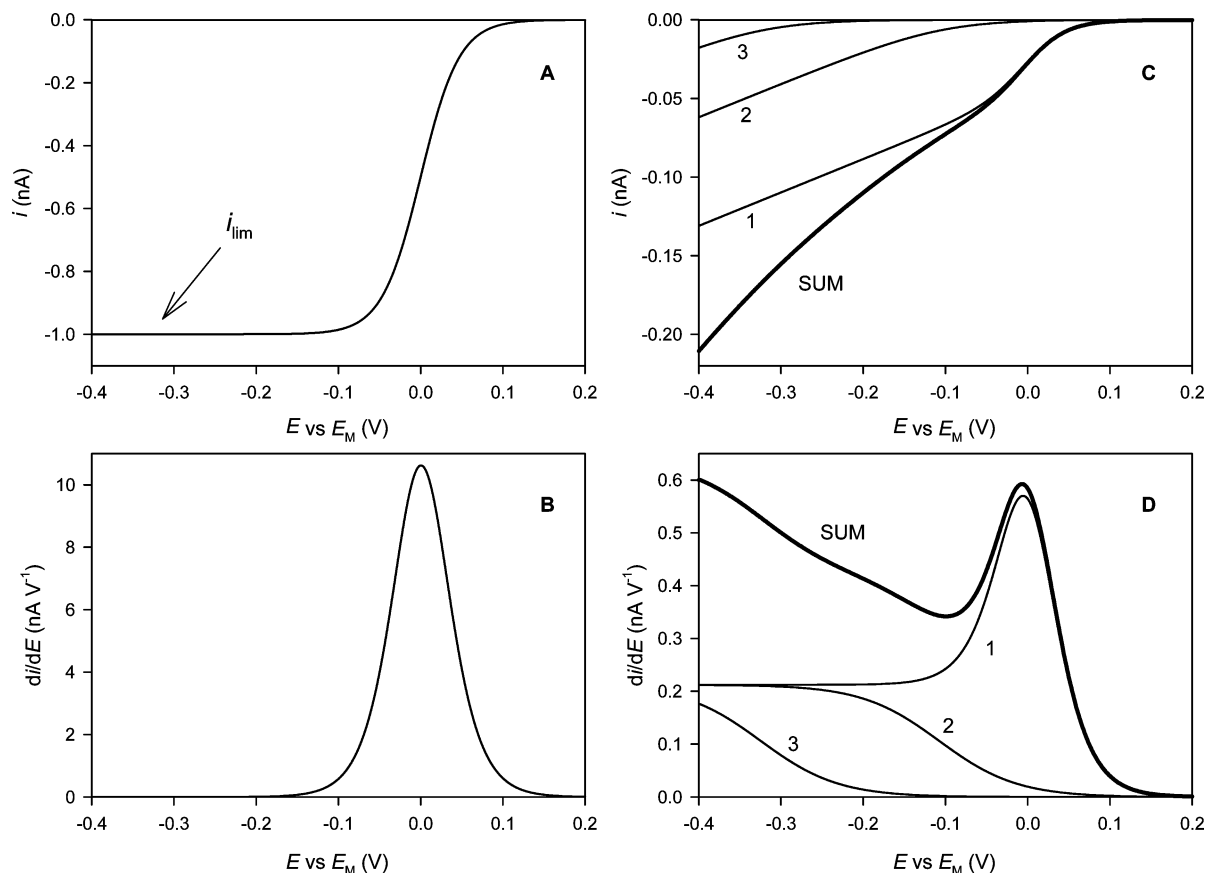 0.0
-0.2
-0.4
-0.6
-0.8
-1.0
i (nA)
A
ilim
-0.4 -0.3 -0.2 -0.1 0.0 0.1 0.2
E vs EM (V)
0.00
-0.05
-0.10
-0.15
-0.20
i (nA)
C
3
2
1
SUM
-0.4 -0.3 -0.2 -0.1 0.0 0.1 0.2
E vs EM (V)
10
8
6
4
2
0
di/dE (nA V-1)
B
-0.4 -0.3 -0.2 -0.1 0.0 0.1 0.2
E vs EM (V)
0.6
0.5
0.4
0.3
0.2
0.1
0.0
di/dE (nA V-1)
D
SUM
1
2
3
-0.4 -0.3 -0.2 -0.1 0.0 0.1 0.2
E vs EM (V)